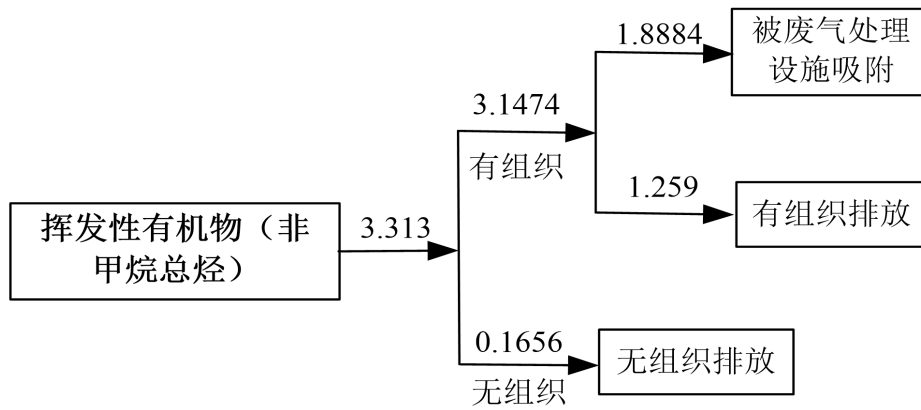 1.8884
被废气处理
设施吸附
3.1474
有组织
1.259
有组织排放
挥发性有机物（非
甲烷总烃）
3.313
0.1656
无组织
无组织排放